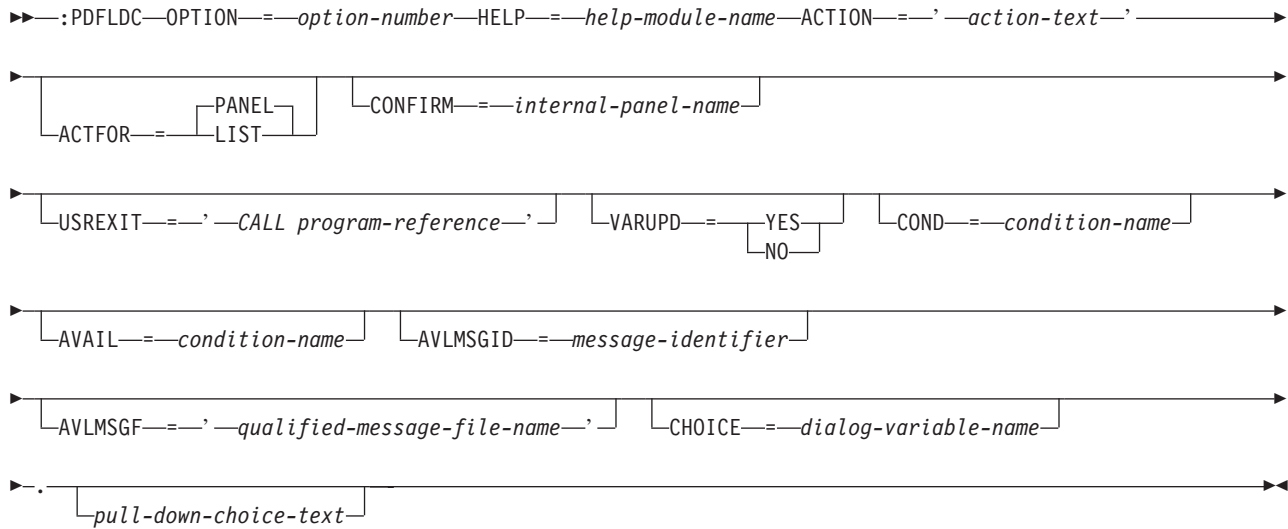 :PDFLDC OPTION = option-number HELP = help-module-name ACTION =' action-text '
PANEL
ACTFOR = LIST CONFIRM = internal-panel-name
USREXIT =' CALL program-reference ' VARUPD = YES COND = condition-name
NO
AVAIL = condition-name AVLMSGID = message-identifier
AVLMSGF =' qualified-message-file-name ' CHOICE = dialog-variable-name
.
pull-down-choice-text